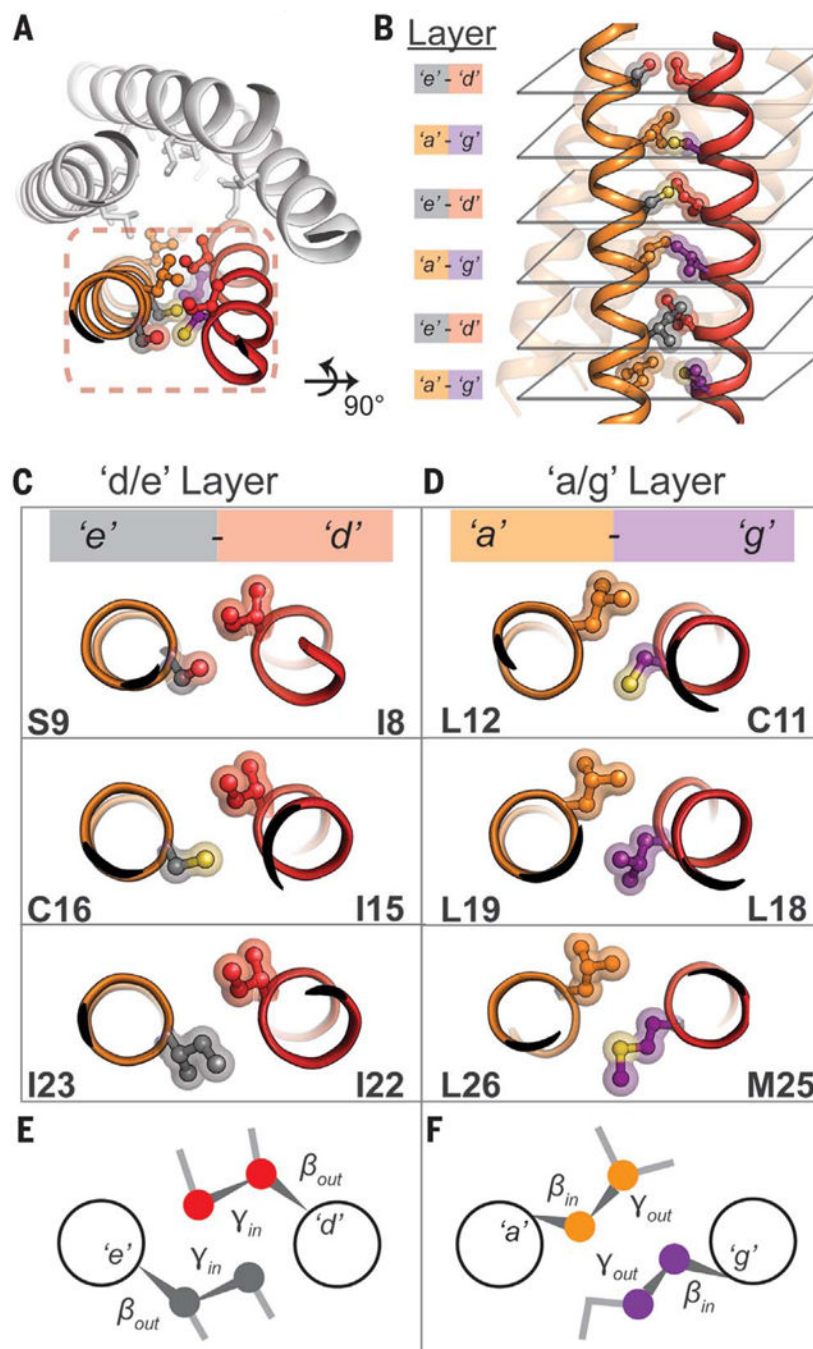 A
90°
B
Layer
'e' - 'd'
'a' - 'g'
'e' - 'd'
'a' - 'g'
'e' - 'd'
'a' - 'g'
C
'd/e' Layer
'e' - 'd'
S9 I8
C16 I15
I23 I22
D
'a/g' Layer
'a' - 'g'
L12 C11
L19 L18
L26 M25
E
βout
γin
'd'
'e'
γin
βout
F
βin
γout
'a'
γout
'g'
βin